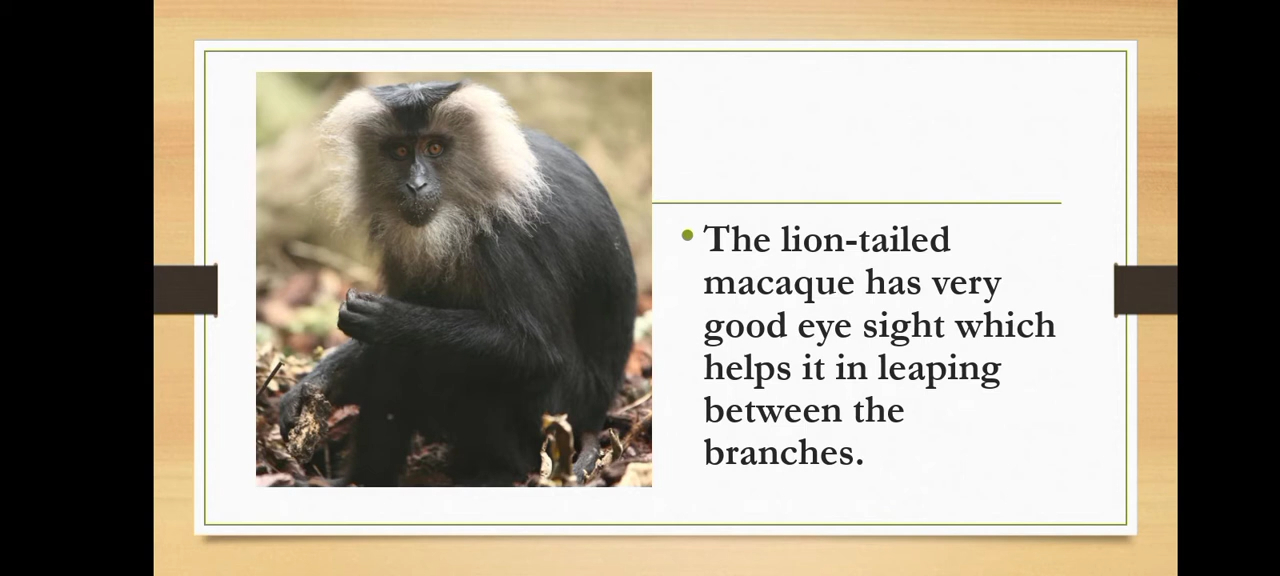 The lion-tailed
macaque has very
good eye sight which
helps it in leaping
between the
branches.